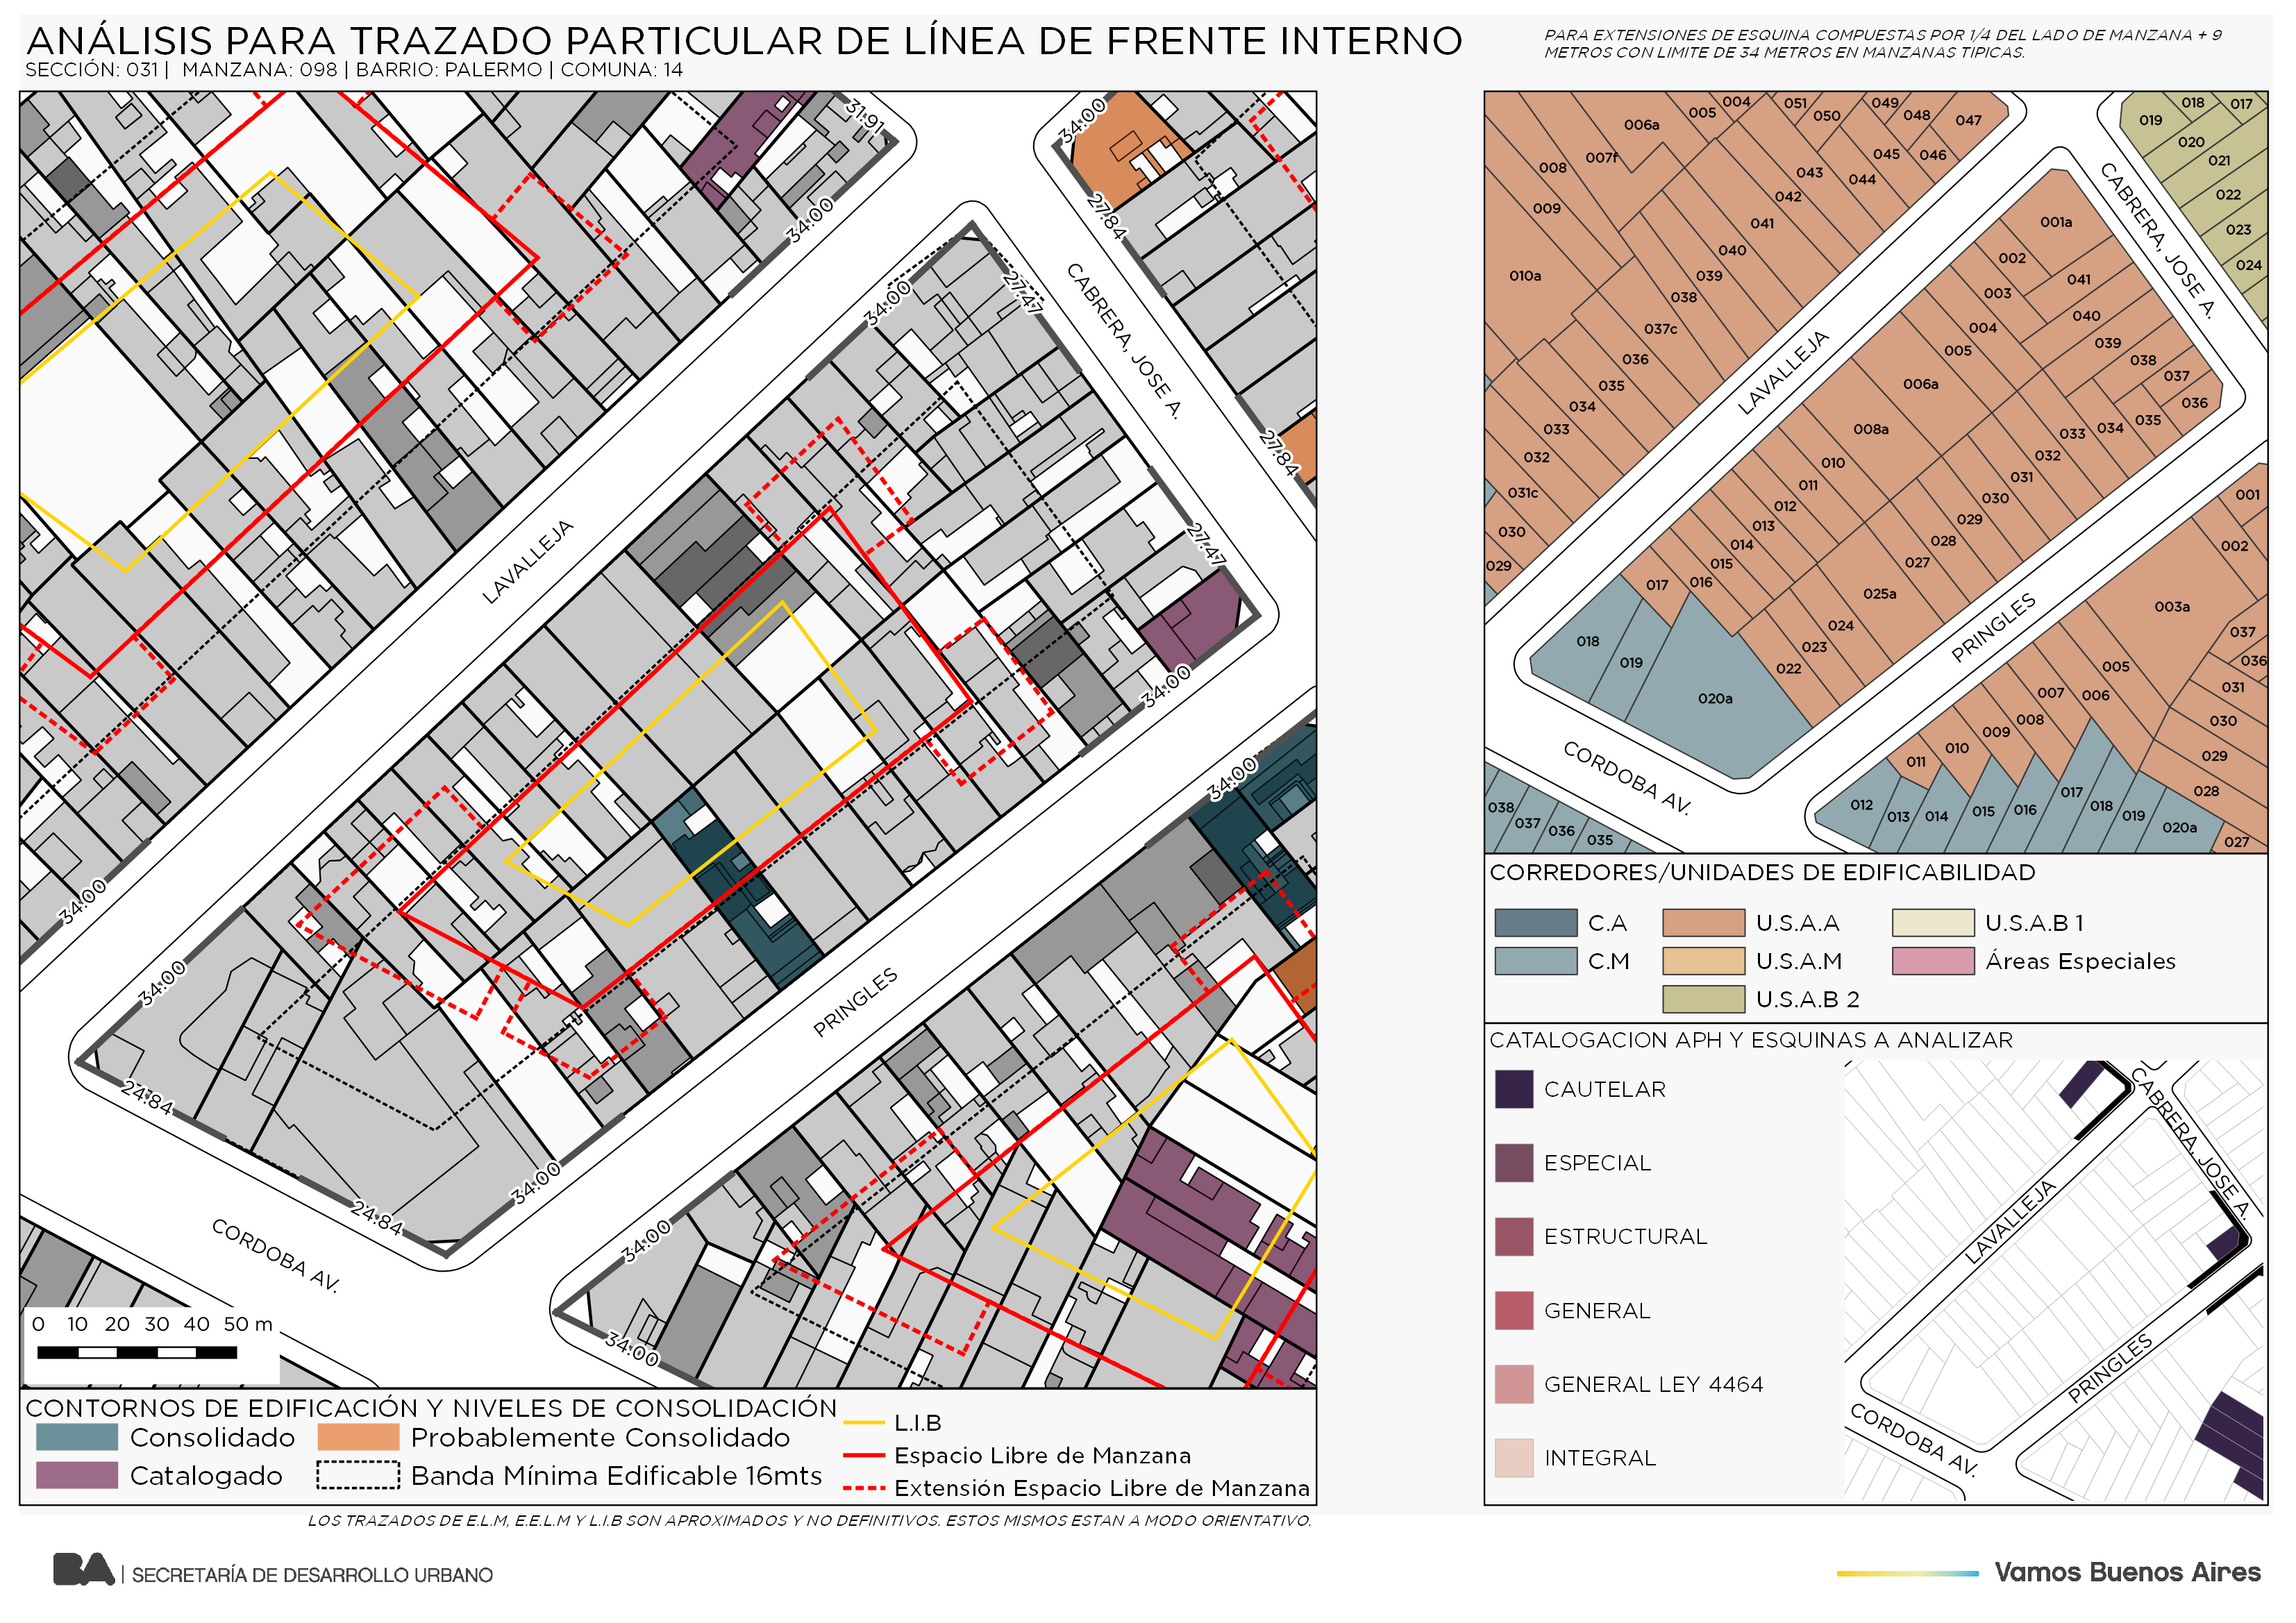 ANÁLISIS PARA TRAZADO PARTICULAR DE LÍNEA DE FRENTE INTERNO
SECCIÓN: 031 | MANZANA: 098 | BARRIO: PALERMO | COMUNA: 14
PARA EXTENSIONES DE ESQUINA COMPUESTAS POR 1/4 DEL LADO DE MANZANA + 9
METROS CON LIMITE DE 34 METROS EN MANZANAS TIPICAS.
31.91
34.00
34.00
27.84
34.00
27.47
CABRERA, JOSE A.
27.84
LAVALLEJA
27.47
34.00
34.00
34.00
PRINGLES
34.00
24.84
34.00
24.84
34.00
34.00
CORDOBA AV.
0 10 20 30 40 50 m
CONTORNOS DE EDIFICACIÓN Y NIVELES DE CONSOLIDACIÓN
Consolidado
Probablemente Consolidado
Catalogado
Banda Mínima Edificable 16mts
L.I.B
Espacio Libre de Manzana
Extensión Espacio Libre de Manzana
LOS TRAZADOS DE E.L.M, E.E.L.M Y L.I.B SON APROXIMADOS Y NO DEFINITIVOS. ESTOS MISMOS ESTAN A MODO ORIENTATIVO.
004
051
049
018
017
005
050
048
047
019
006a
020
007f
045
046
021
008
043
044
022
009
042
001a
023
041
002
024
040
041
010a
039
003
038
040
037c
004
039
036
005
038
035
006a
037
034
036
033
008a
035
032
010
034
033
031c
011
032
030
012
031
001
029
013
030
014
029
002
015
028
017
016
027
025a
003a
018
024
037
019
023
036
022
005
031
020a
007
006
030
008
009
029
010
011
028
038
012
017
037
013
014
015
016
018
019
036
020a
035
027
LAVALLEJA
CABRERA, JOSE A.
PRINGLES
CORDOBA AV.
CORREDORES/UNIDADES DE EDIFICABILIDAD
C.A
U.S.A.A
U.S.A.B 1
C.M
U.S.A.M
Áreas Especiales
U.S.A.B 2
CATALOGACION APH Y ESQUINAS A ANALIZAR
CAUTELAR
ESPECIAL
ESTRUCTURAL
GENERAL
GENERAL LEY 4464
INTEGRAL
CABRERA, JOSE A.
LAVALLEJA
PRINGLES
CORDOBA AV.
BA | SECRETARÍA DE DESARROLLO URBANO
Vamos Buenos Aires